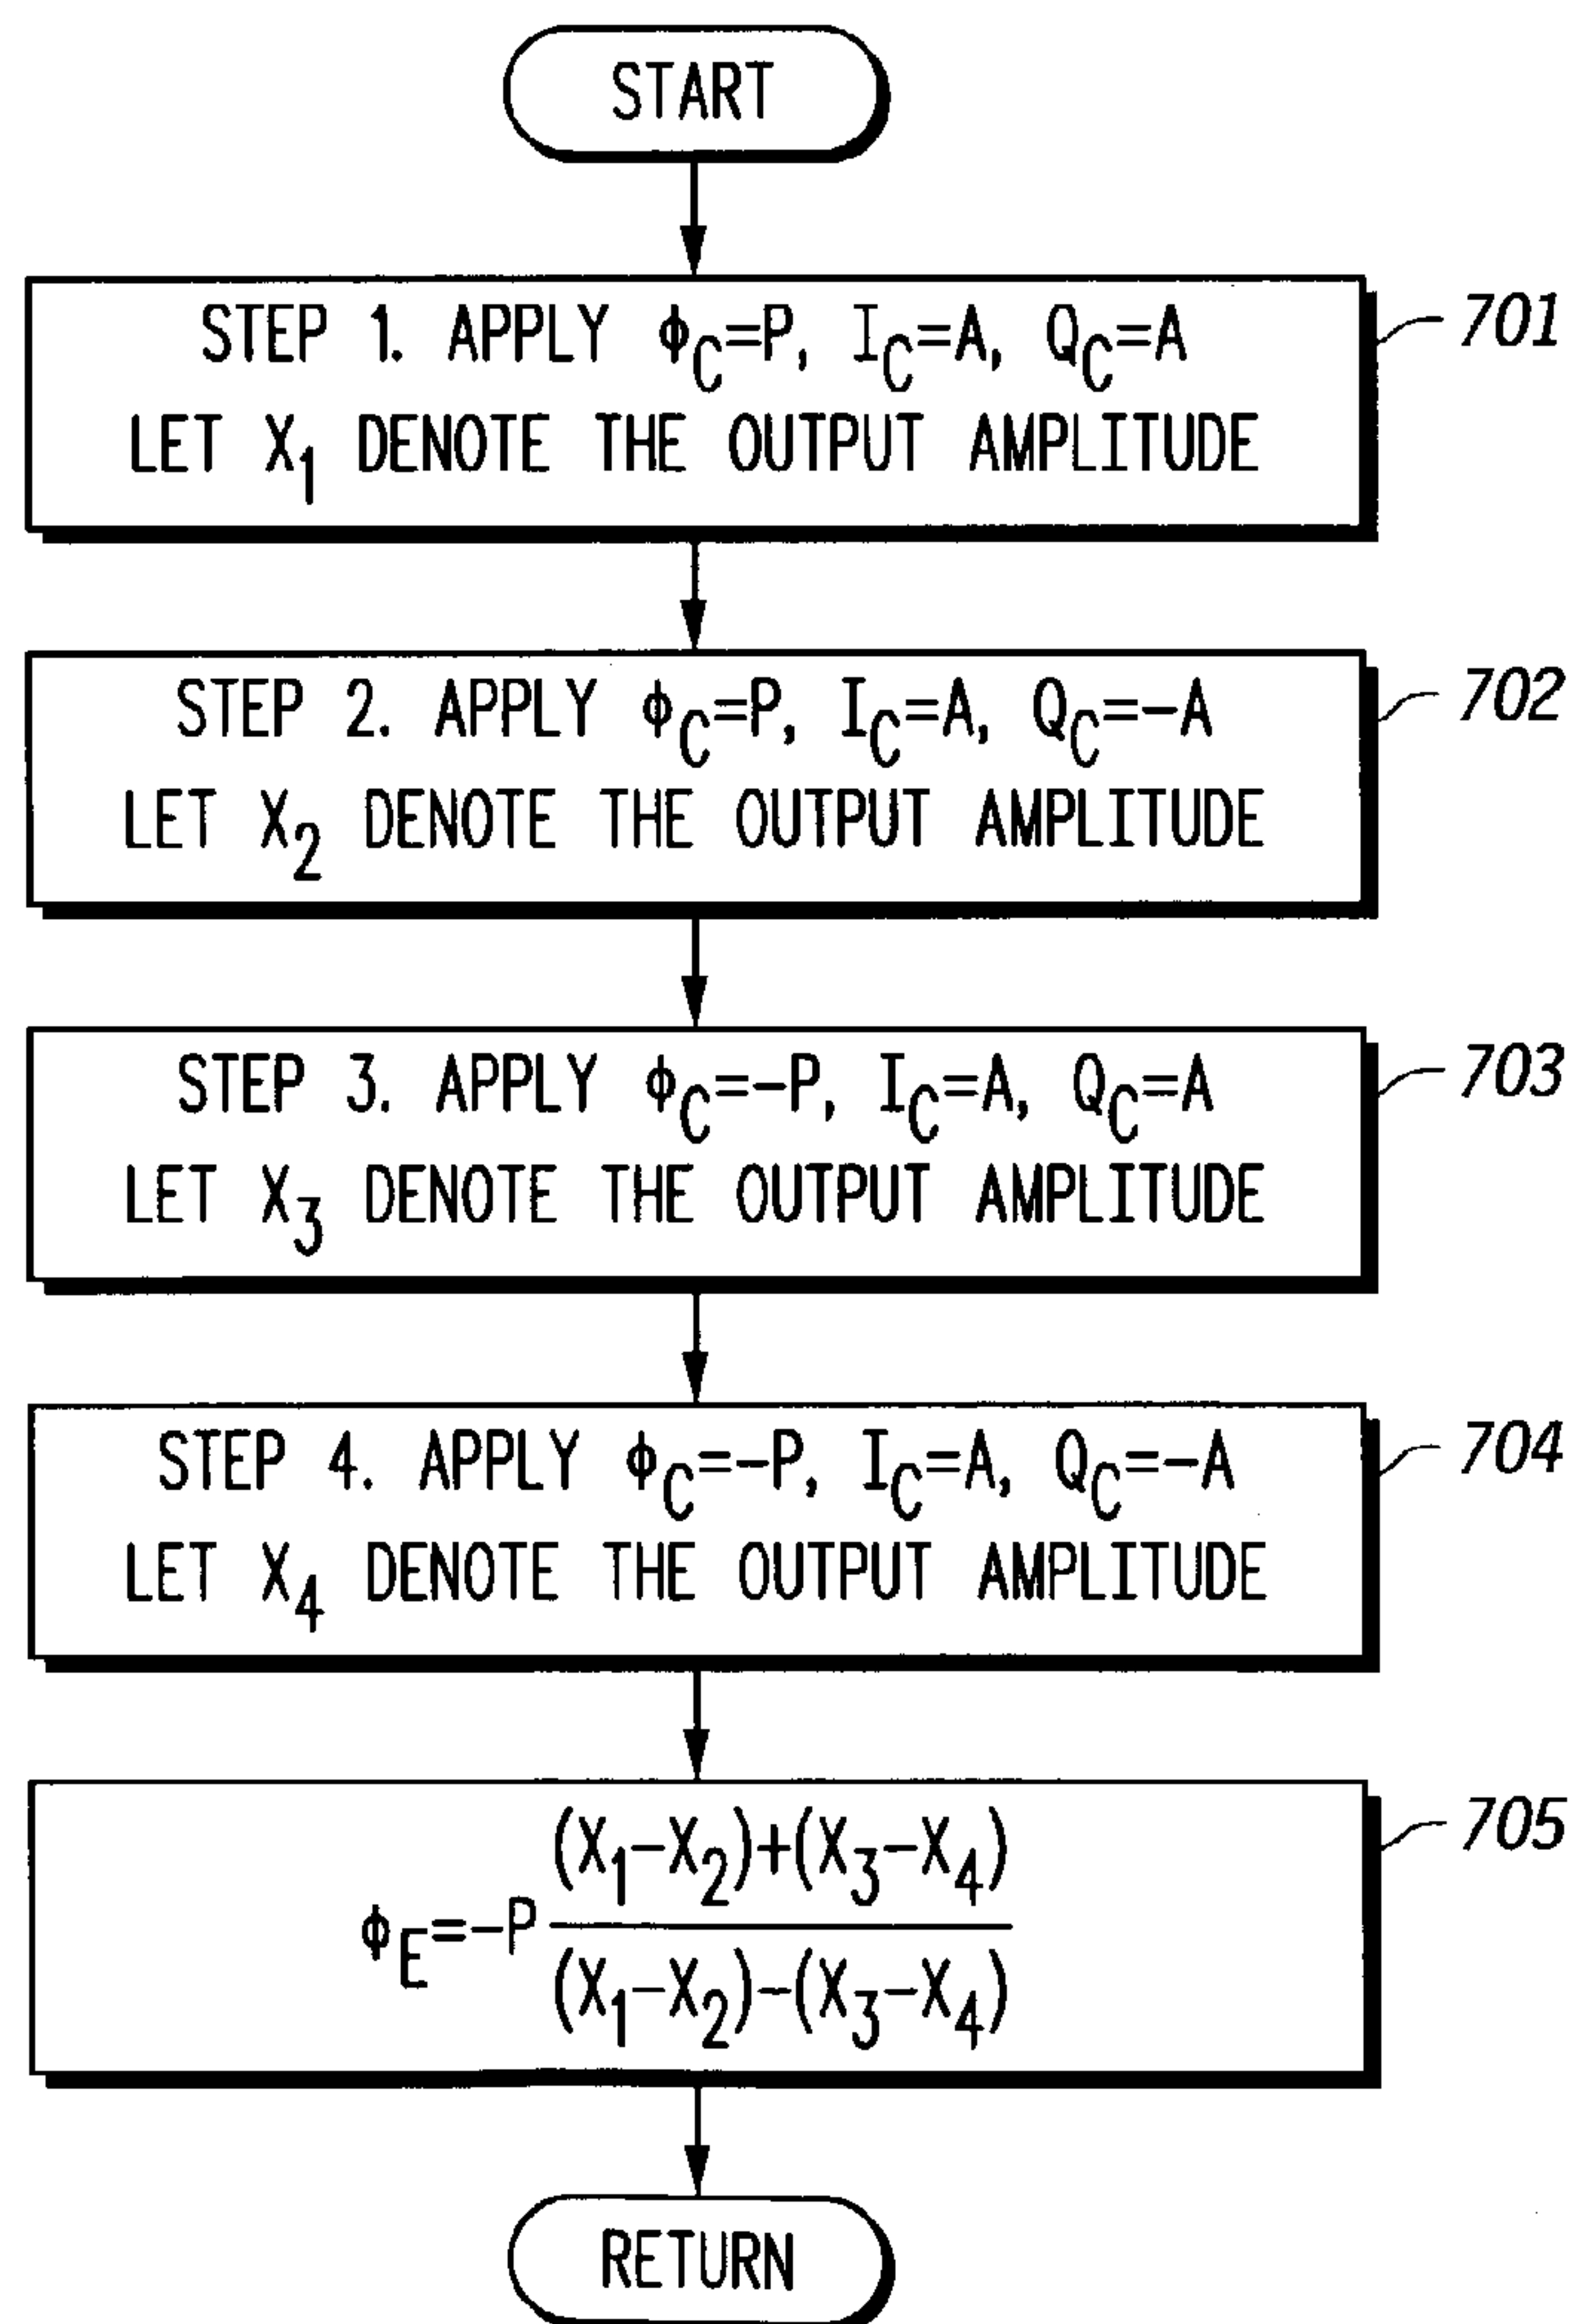 START
STEP 1. APPLY ϕC=P, IC=A, QC=A
LET X1 DENOTE THE OUTPUT AMPLITUDE
701
STEP 2. APPLY ϕC=P, IC=A, QC=-A
LET X2 DENOTE THE OUTPUT AMPLITUDE
702
STEP 3. APPLY ϕC=-P, IC=A, QC=A
LET X3 DENOTE THE OUTPUT AMPLITUDE
703
STEP 4. APPLY ϕC=-P, IC=A, QC=-A
LET X4 DENOTE THE OUTPUT AMPLITUDE
704
(X1-X2)+(X3-X4)
ϕE=-P
(X1-X2)-(X3-X4)
705
RETURN